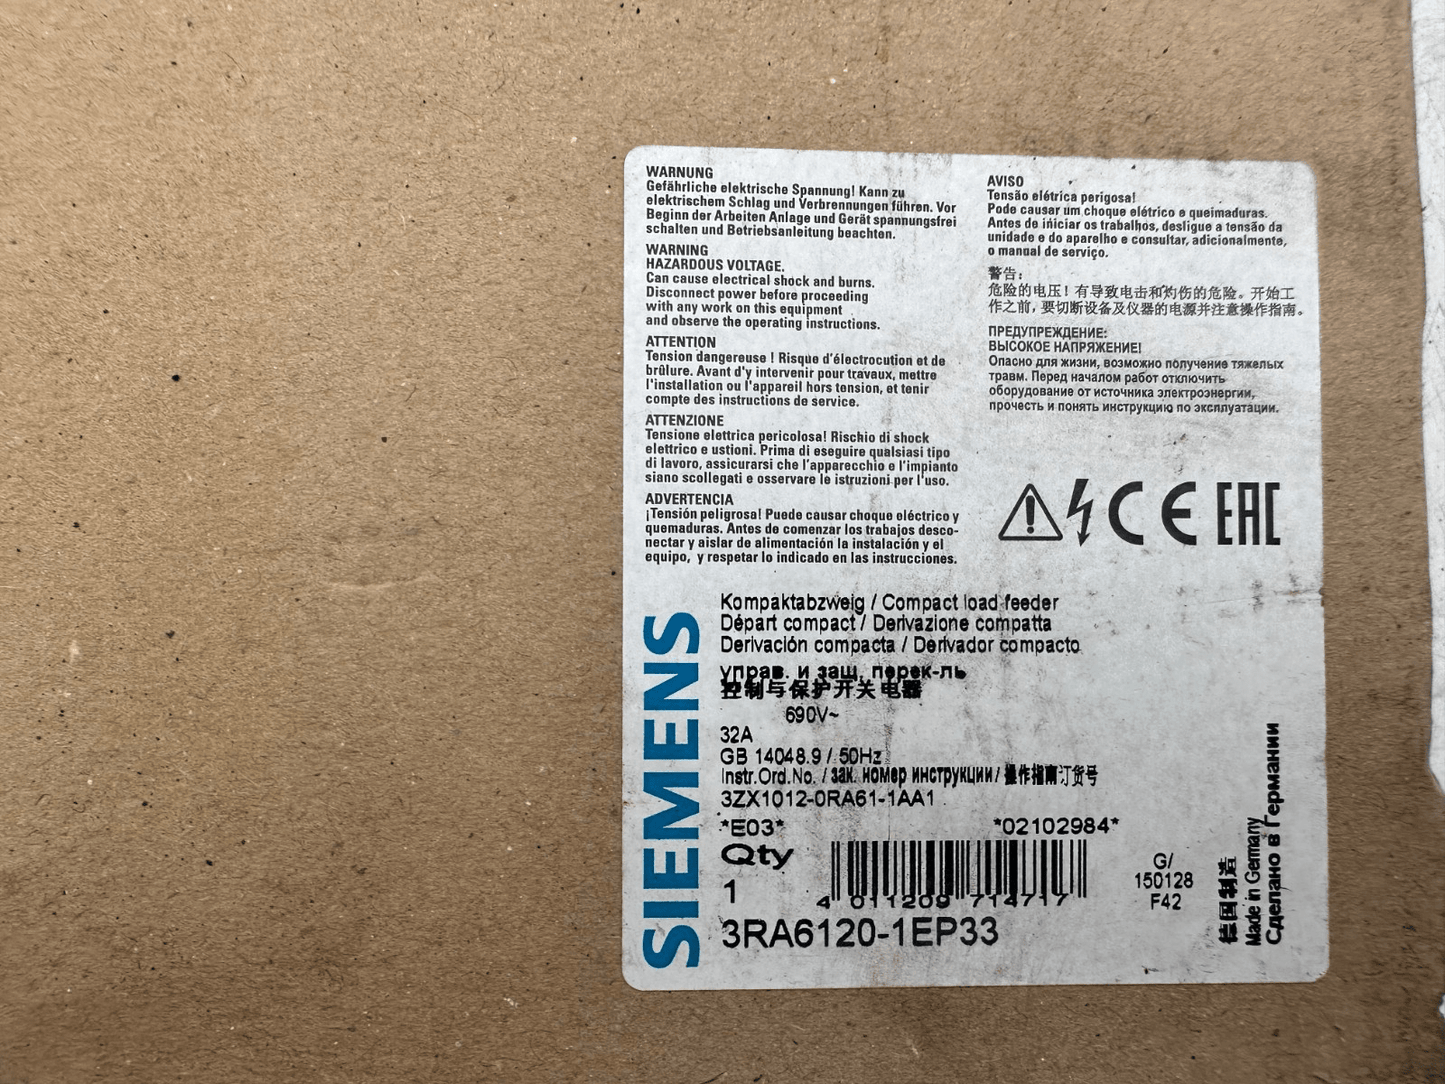 WARNUNG
Gefährliche elektrische Spannung! Kann zu
elektrischem Schlag und Verbrennungen führen. Vor
Beginn der Arbeiten Anlage und Gerät spannungsfrei
schalten und Betriebsanleitung beachten.
WARNING
HAZARDOUS VOLTAGE.
Can cause electrical shock and burns.
Disconnect power before proceeding
with any work on this equipment
and observe the operating instructions.
ATTENTION
Tension dangereuse ! Risque d'électrocution et de
brûlure. Avant d'y intervenir pour travaux, mettre
l'installation ou l'appareil hors tension, et tenir
compte des instructions de service.
ATTENZIONE
Tensione elettrica pericolosa! Rischio di shock
elettrico e ustioni. Prima di eseguire qualsiasi tipo
di lavoro, assicurarsi che l'apparecchio e l'impianto
siano scollegati e osservare le istruzioni per l'uso.
ADVERTENCIA
¡Tensión peligrosa! Puede causar choque eléctrico y
quemaduras. Antes de comenzar los trabajos desco-
nectar y aislar de alimentación la instalación y el
equipo, y respetar lo indicado en las instrucciones.
AVISO
Tensão elétrica perigosa!
Pode causar um choque elétrico e queimaduras.
Antes de iniciar os trabalhos, desligue a tensão da
unidade e do aparelho e consultar, adicionalmente,
o manual de serviço.
警告:
危险的电压！有导致电击和灼伤的危险。开始工
作之前，要切断设备及仪器的电源并注意操作指南。
ПРЕДУПРЕЖДЕНИЕ:
ВЫСОКОЕ НАПРЯЖЕНИЕ!
Опасно для жизни, возможно получение тяжелых
травм. Перед началом работ отключить
оборудование от источника электроэнергии,
прочесть и понять инструкцию по эксплуатации.
CE EAC
SIEMENS
Kompaktabzweig / Compact load feeder
Départ compact / Derivazione compatta
Derivación compacta / Derivador compacto
управ. и защ. перек-ль
控制与保护开关电器
690V~
32A
GB 14048.9 / 50Hz
Instr.Ord.No. / зак. номер инструкции / 操作指南订货号
3ZX1012-0RA61-1AA1
*E03* *02102984*
Qty
1
4 011209 714717
3RA6120-1EP33
G/
150128
F42
德国制造
Made in Germany
Сделано в Германии